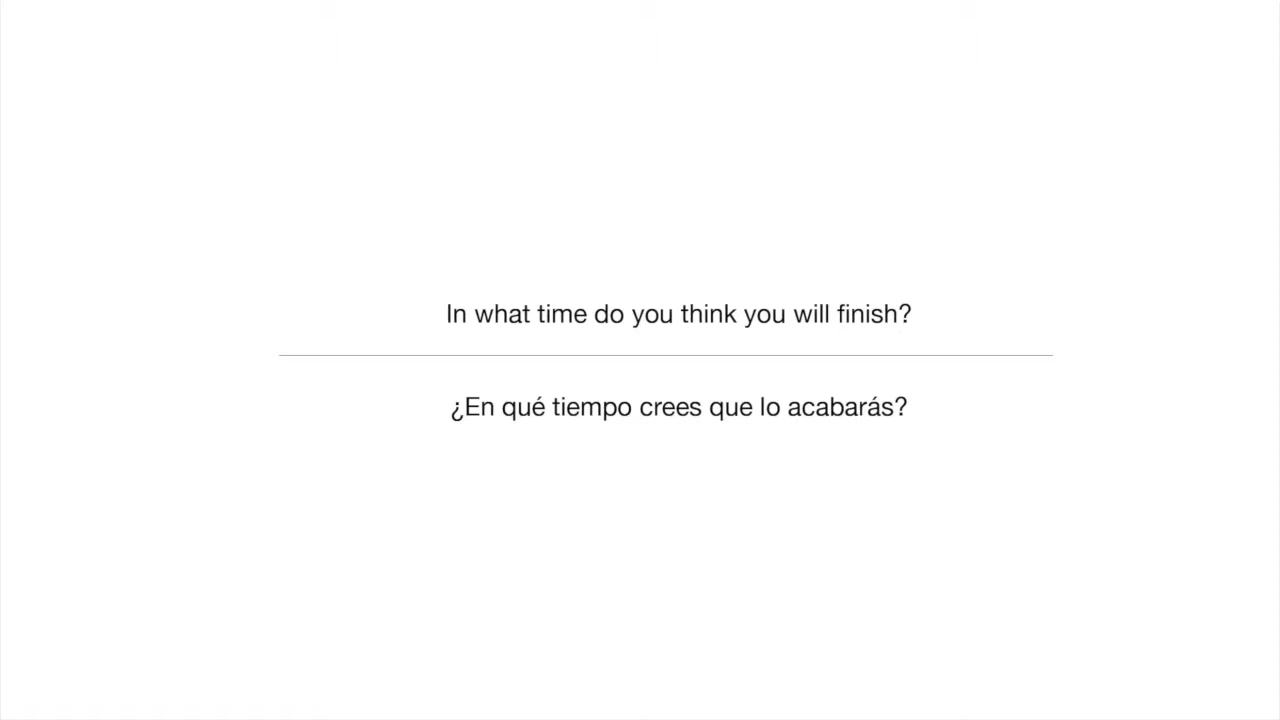 In what time do you think you will finish?
¿En qué tiempo crees que lo acabarás?